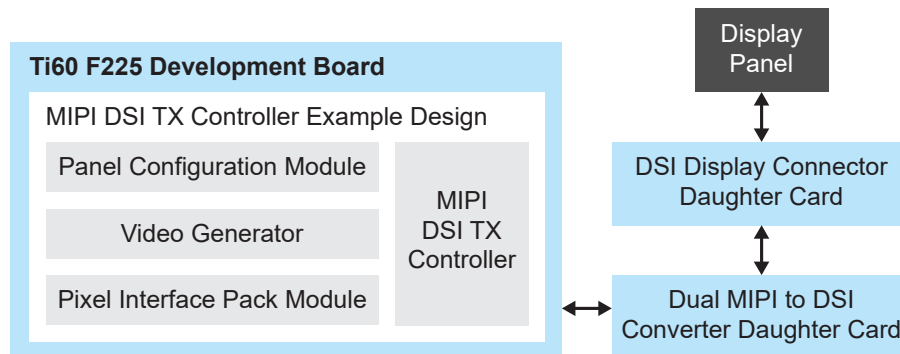 Ti60 F225 Development Board
MIPI DSI TX Controller Example Design
Panel Configuration Module
Video Generator
Pixel Interface Pack Module
MIPI
DSI TX
Controller
Display
Panel
DSI Display Connector
Daughter Card
Dual MIPI to DSI
Converter Daughter Card